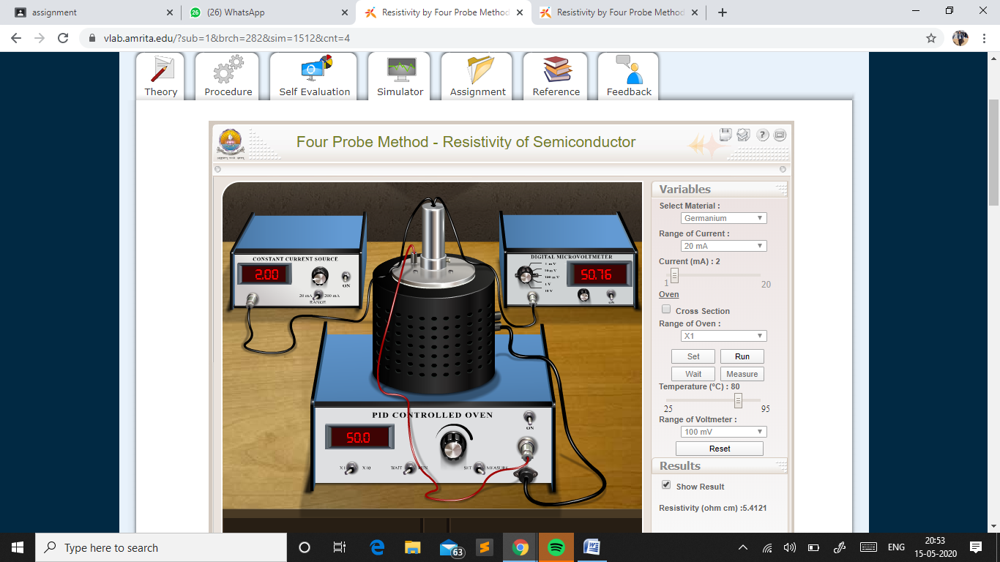 assignment
(26) WhatsApp
Resistivity by Four Probe Method
Resistivity by Four Probe Method
vlab.amrita.edu/?sub=1&brch=282&sim=1512&cnt=4
Theory
Procedure
Self Evaluation
Simulator
Assignment
Reference
Feedback
Four Probe Method - Resistivity of Semiconductor
CONSTANT CURRENT SOURCE
2.00
ON
20 mA 200 mA
RANGE
DIGITAL MICROVOLTMETER
1 mV
10 mV
100 mV
1 V
10 V
50.76
ON
PID CONTROLLED OVEN
50.0
ON
X1 X10
WAIT RUN
SET MEASURE
Variables
Select Material :
Germanium
Range of Current :
20 mA
Current (mA) : 2
1 20
Oven
Cross Section
Range of Oven :
X1
Set Run
Wait Measure
Temperature (°C) : 80
25 95
Range of Voltmeter :
100 mV
Reset
Results
Show Result
Resistivity (ohm cm) :5.4121
Type here to search
63
ENG
20:53
15-05-2020